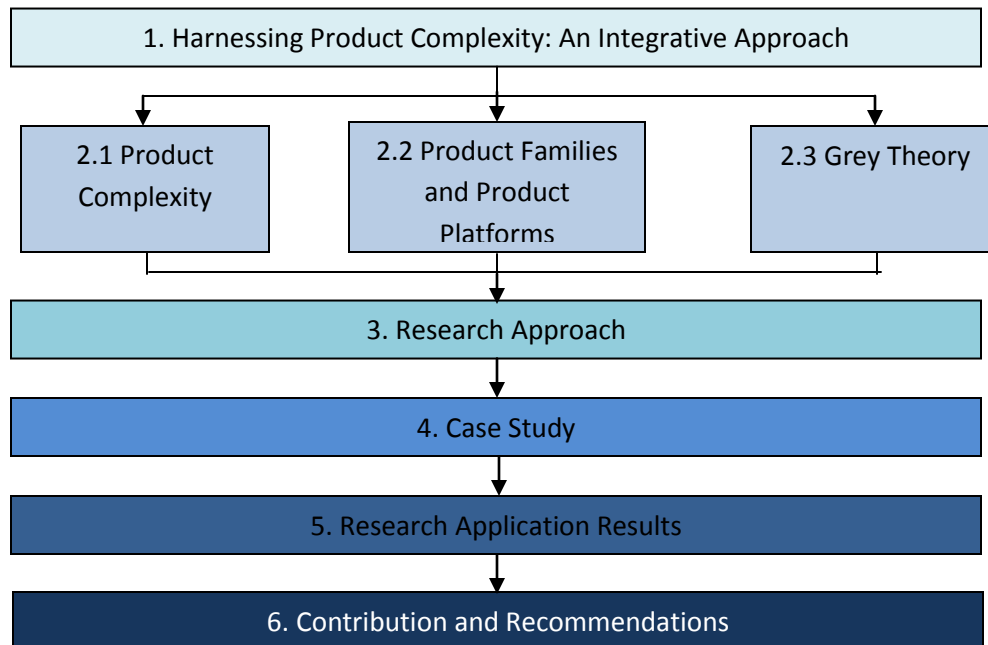 1. Harnessing Product Complexity: An Integrative Approach
2.1 Product
Complexity
2.2 Product Families
and Product
Platforms
2.3 Grey Theory
3. Research Approach
4. Case Study
5. Research Application Results
6. Contribution and Recommendations